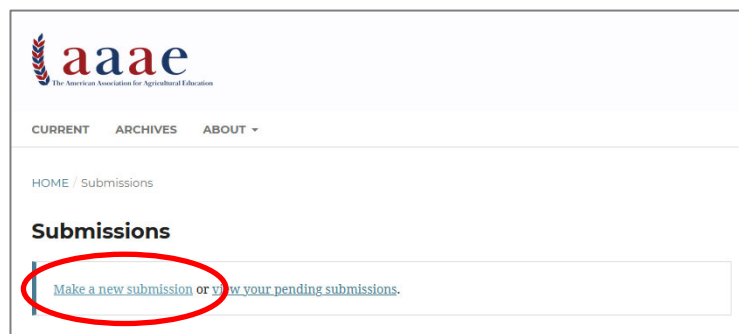 aaae
The American Association for Agricultural Education
CURRENT ARCHIVES ABOUT
HOME / Submissions
Submissions
Make a new submission or view your pending submissions.